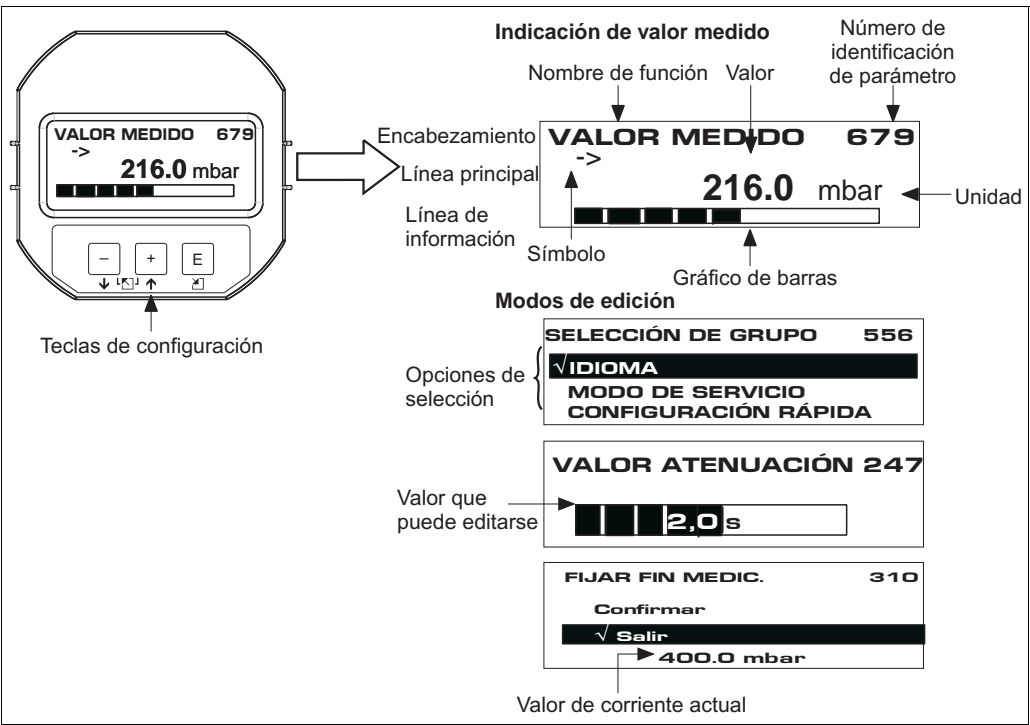 VALOR MEDIDO 679
->
216.0 mbar
– + E
Teclas de configuración
Indicación de valor medido
Nombre de función
Valor
Número de
identificación
de parámetro
Encabezamiento
VALOR MEDIDO 679
->
Línea principal
216.0 mbar
Unidad
Línea de
información
Símbolo
Gráfico de barras
Modos de edición
SELECCIÓN DE GRUPO 556
Opciones de
selección
√ IDIOMA
MODO DE SERVICIO
CONFIGURACIÓN RÁPIDA
VALOR ATENUACIÓN 247
Valor que
puede editarse
2,0 s
FIJAR FIN MEDIC. 310
Confirmar
√ Salir
400.0 mbar
Valor de corriente actual